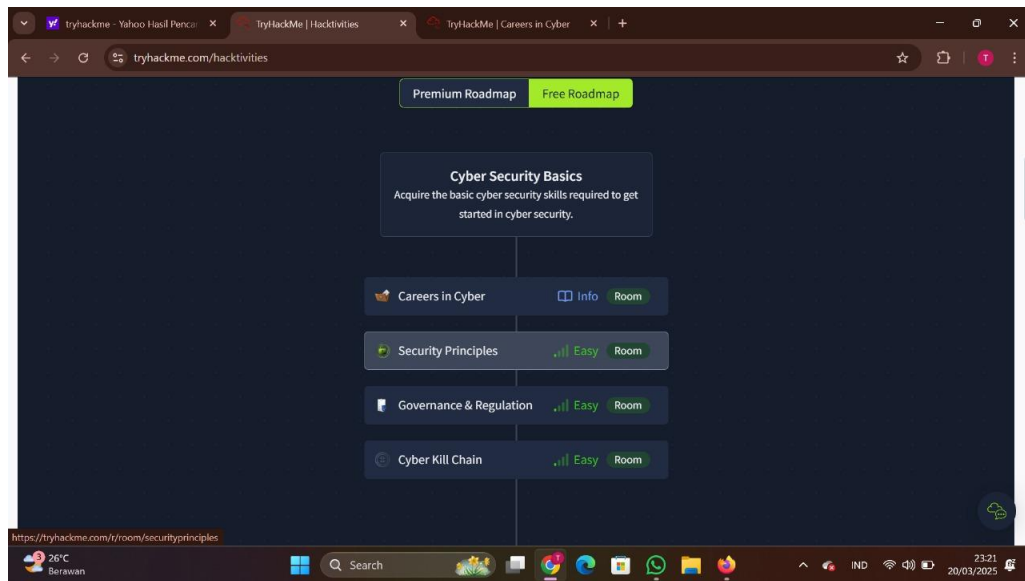 tryhackme - Yahoo Hasil Pencar
TryHackMe | Hacktivities
TryHackMe | Careers in Cyber
tryhackme.com/hacktivities
T
Premium Roadmap
Free Roadmap
Cyber Security Basics
Acquire the basic cyber security skills required to get
started in cyber security.
Careers in Cyber
Info
Room
Security Principles
Easy
Room
Governance & Regulation
Easy
Room
Cyber Kill Chain
Easy
Room
https://tryhackme.com/r/room/securityprinciples
3
26°C
Berawan
Search
IND
23:21
20/03/2025